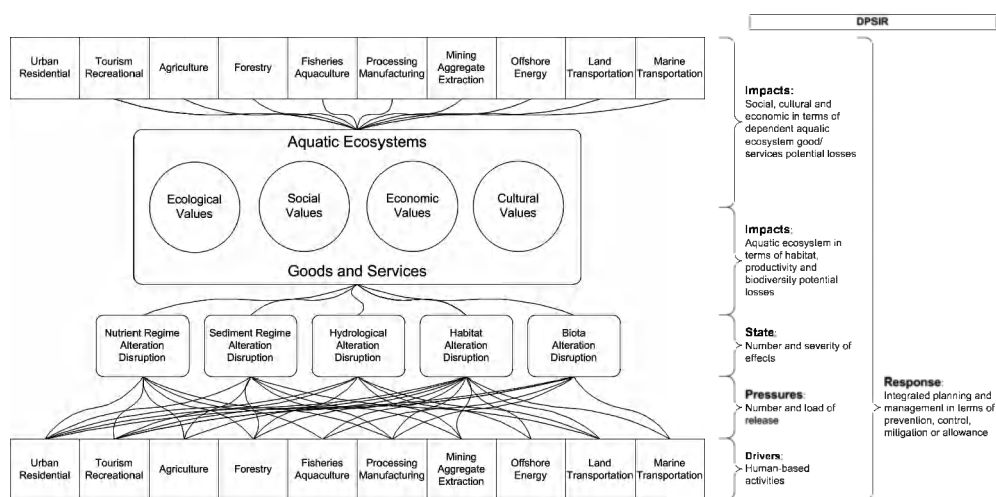 DPSIR
Urban
Residential
Tourism
Recreational
Agriculture
Forestry
Fisheries
Aquaculture
Processing
Manufacturing
Mining
Aggregate
Extraction
Offshore
Energy
Land
Transportation
Marine
Transportation
Impacts:
Social, cultural and
economic in terms of
dependent aquatic
ecosystem good/
services potential losses
Aquatic Ecosystems
Ecological
Values
Social
Values
Economic
Values
Cultural
Values
Goods and Services
Impacts:
Aquatic ecosystem in
terms of habitat,
productivity and
biodiversity potential
losses
Nutrient Regime
Alteration
Disruption
Sediment Regime
Alteration
Disruption
Hydrological
Alteration
Disruption
Habitat
Alteration
Disruption
Biota
Alteration
Disruption
State:
Number and severity of
effects
Pressures:
Number and load of
release
Response:
Integrated planning and
management in terms of
prevention, control,
mitigation or allowance
Urban
Residential
Tourism
Recreational
Agriculture
Forestry
Fisheries
Aquaculture
Processing
Manufacturing
Mining
Aggregate
Extraction
Offshore
Energy
Land
Transportation
Marine
Transportation
Drivers:
Human-based
activities